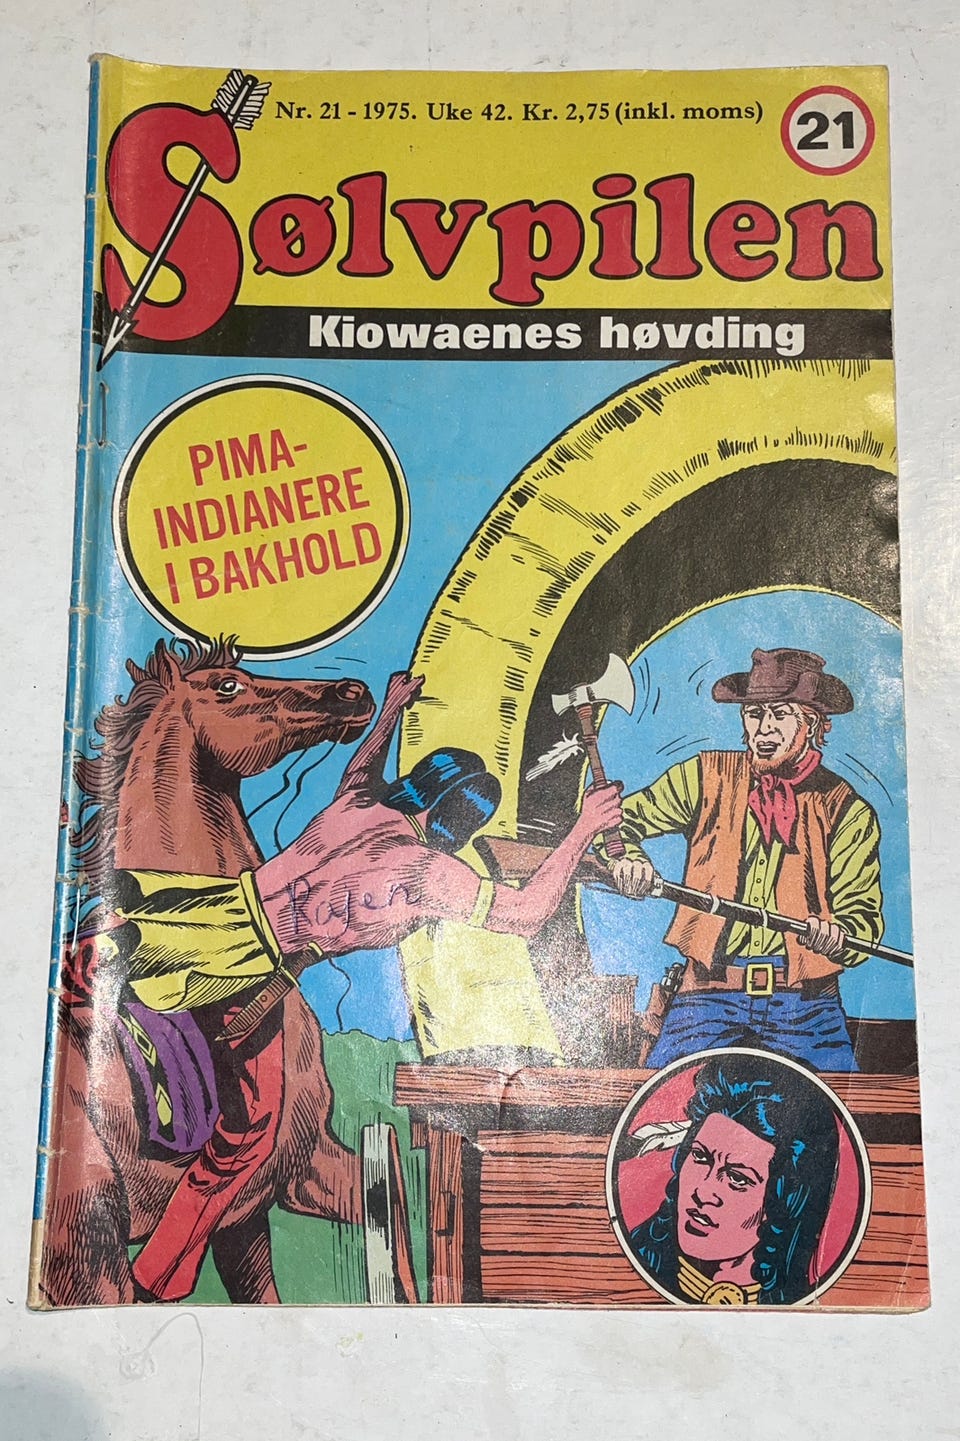 Nr. 21 - 1975. Uke 42. Kr. 2,75 (inkl. moms)
21
Sølvpilen
Kiowaenes høvding
PIMA-
INDIANERE
I BAKHOLD